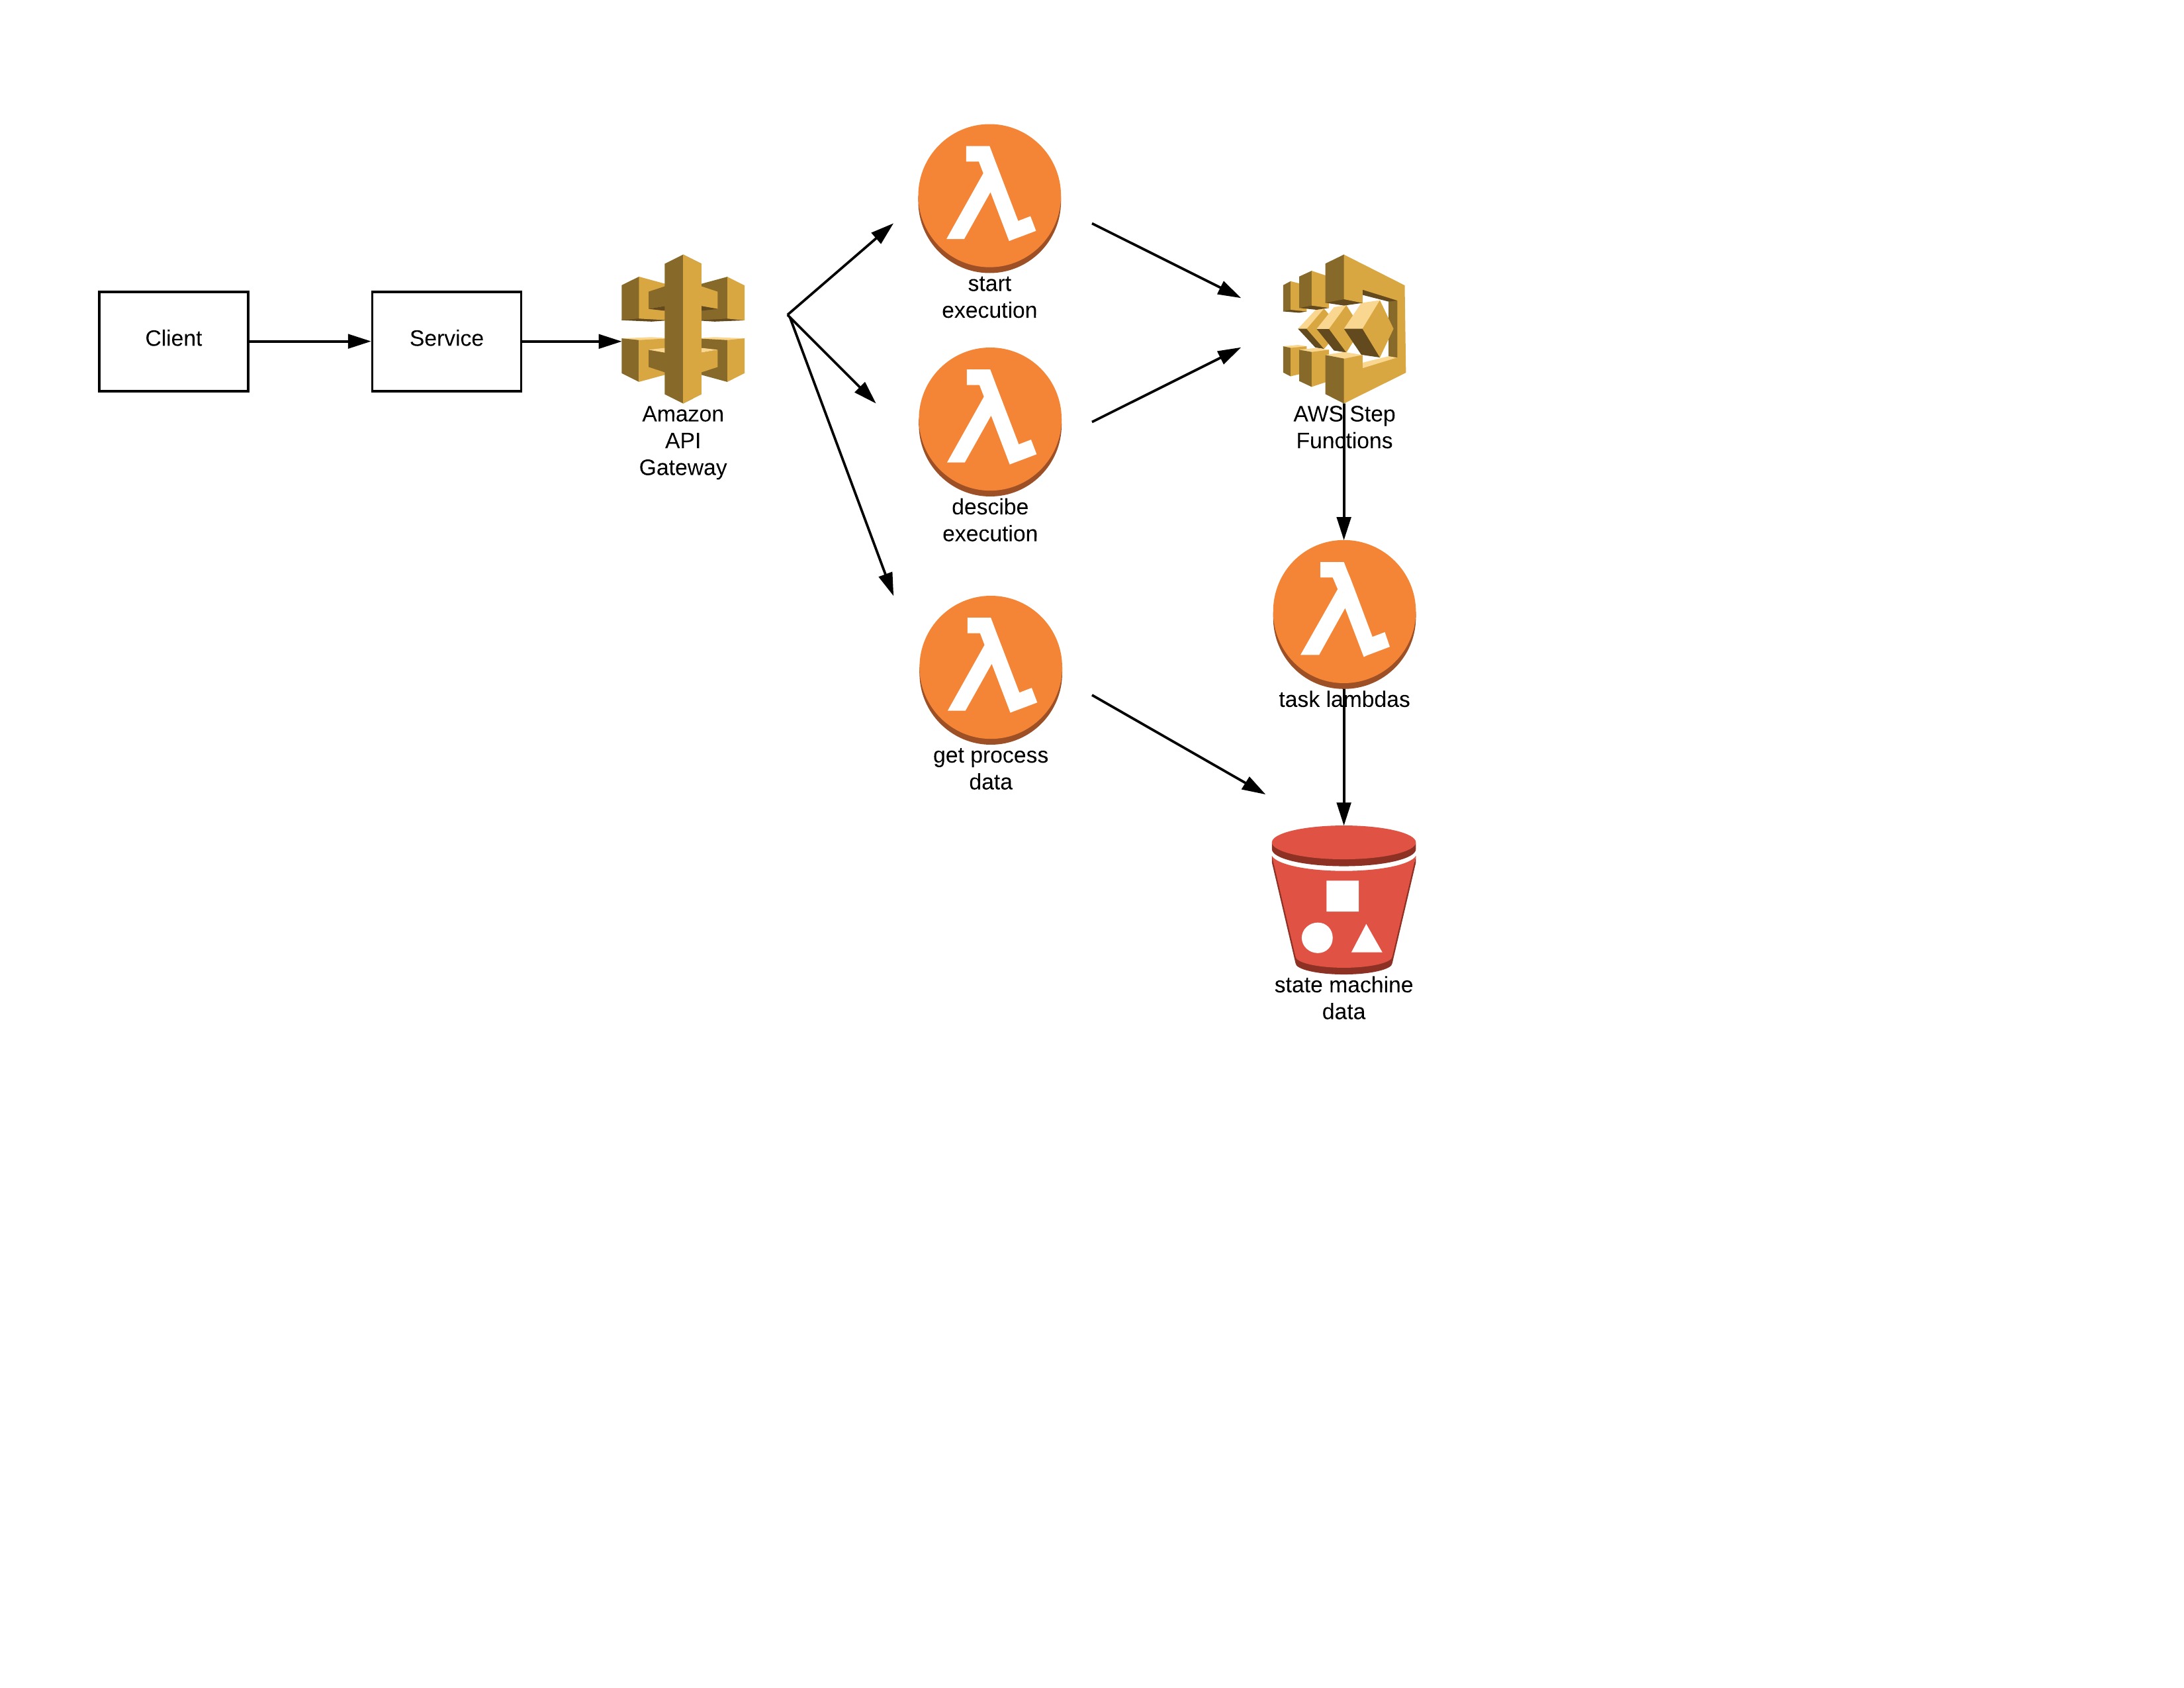 Client
Service
Amazon
API
Gateway
start
execution
descibe
execution
get process
data
AWS Step
Functions
task lambdas
state machine
data